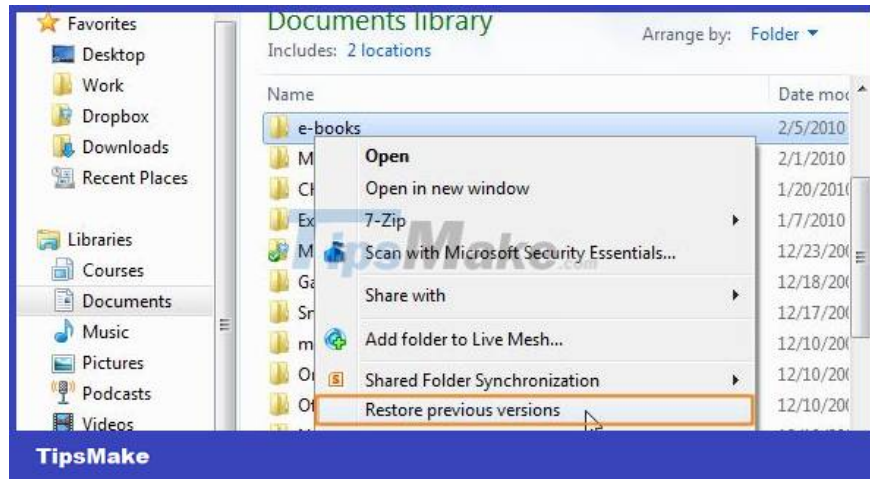 Favorites
Desktop
Work
Dropbox
Downloads
Recent Places
Libraries
Courses
Documents
Music
Pictures
Podcasts
Videos
Documents library
Includes: 2 locations
Arrange by: Folder
Name
Date mo
e-books
2/5/2010
M
2/1/2010
1/20/201
Ex
1/7/2010
M
12/23/20
Ga
12/18/20
Sn
12/17/20
m
12/10/20
12/10/20
12/10/20
Open
Open in new window
7-Zip
Scan with Microsoft Security Essentials...
Share with
Add folder to Live Mesh...
Shared Folder Synchronization
Restore previous versions
TipsMake.com
TipsMake